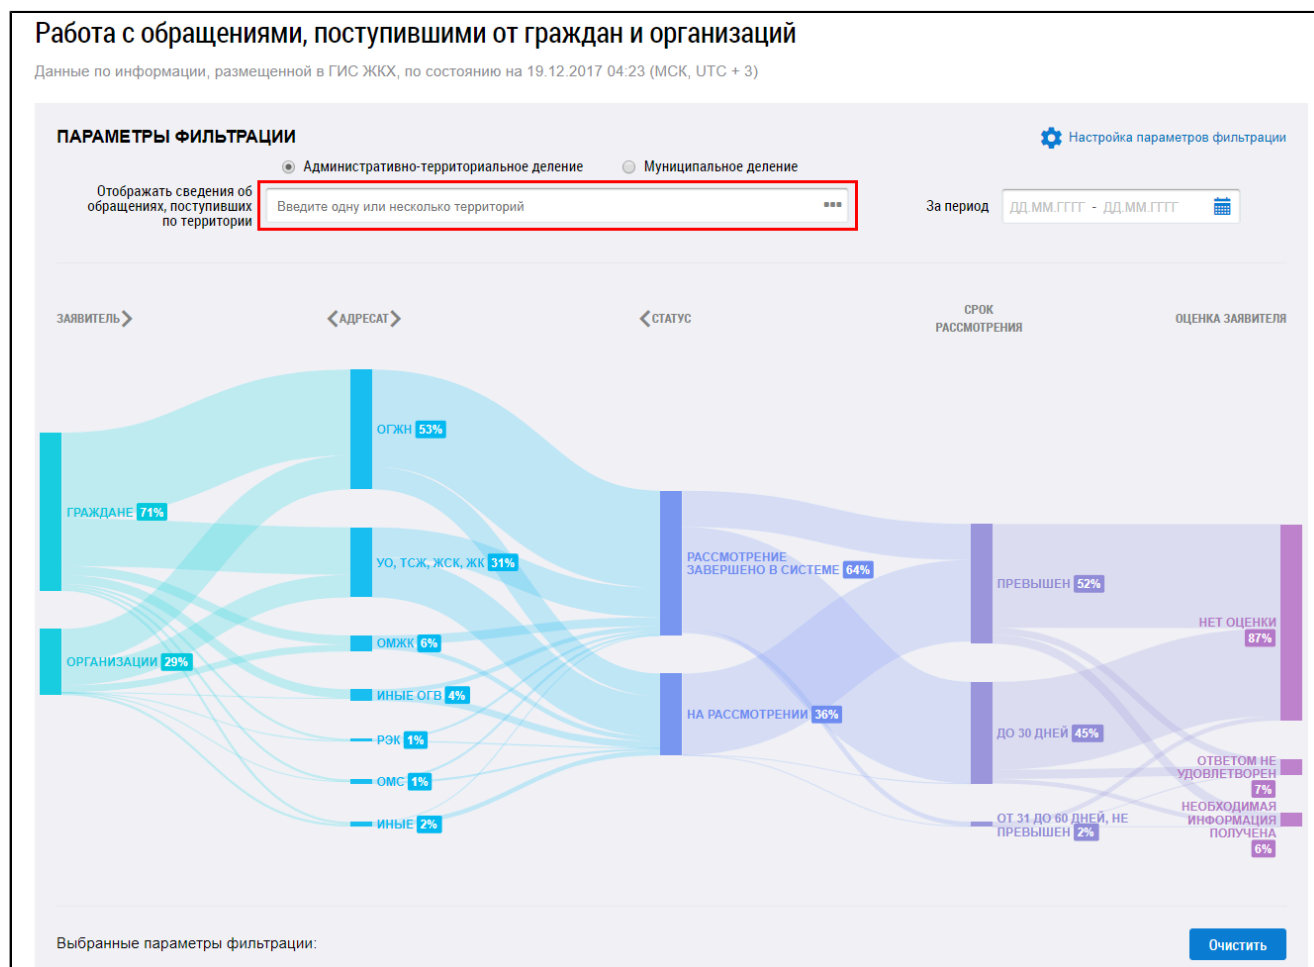 Работа с обращениями, поступившими от граждан и организаций
Данные по информации, размещенной в ГИС ЖКХ, по состоянию на 19.12.2017 04:23 (МСК, UTC + 3)
ПАРАМЕТРЫ ФИЛЬТРАЦИИ
Настройка параметров фильтрации
Административно-территориальное деление
Муниципальное деление
Отображать сведения об
обращениях, поступивших
по территории
Введите одну или несколько территорий
За период
ДД.ММ.ГГГГ - ДД.ММ.ГГГГ
ЗАЯВИТЕЛЬ
АДРЕСАТ
СТАТУС
СРОК
РАССМОТРЕНИЯ
ОЦЕНКА ЗАЯВИТЕЛЯ
ГРАЖДАНЕ 71%
ОРГАНИЗАЦИИ 29%
ОГЖН 53%
УО, ТСЖ, ЖСК, ЖК 31%
ОМЖК 6%
ИНЫЕ ОГВ 4%
РЭК 1%
ОМС 1%
ИНЫЕ 2%
РАССМОТРЕНИЕ
ЗАВЕРШЕНО В СИСТЕМЕ 64%
НА РАССМОТРЕНИИ 36%
ПРЕВЫШЕН 52%
ДО 30 ДНЕЙ 45%
ОТ 31 ДО 60 ДНЕЙ, НЕ
ПРЕВЫШЕН 2%
НЕТ ОЦЕНКИ
87%
ОТВЕТОМ НЕ
УДОВЛЕТВОРЕН
7%
НЕОБХОДИМАЯ
ИНФОРМАЦИЯ
ПОЛУЧЕНА
6%
Выбранные параметры фильтрации:
Очистить